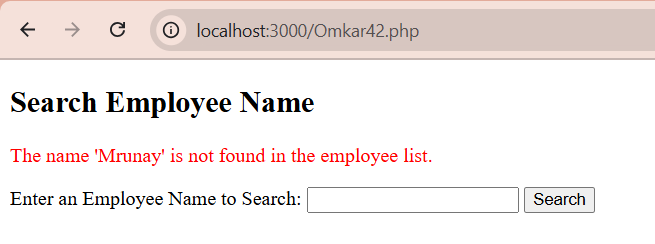 localhost:3000/Omkar42.php
Search Employee Name
The name 'Mrunay' is not found in the employee list.
Enter an Employee Name to Search: Search